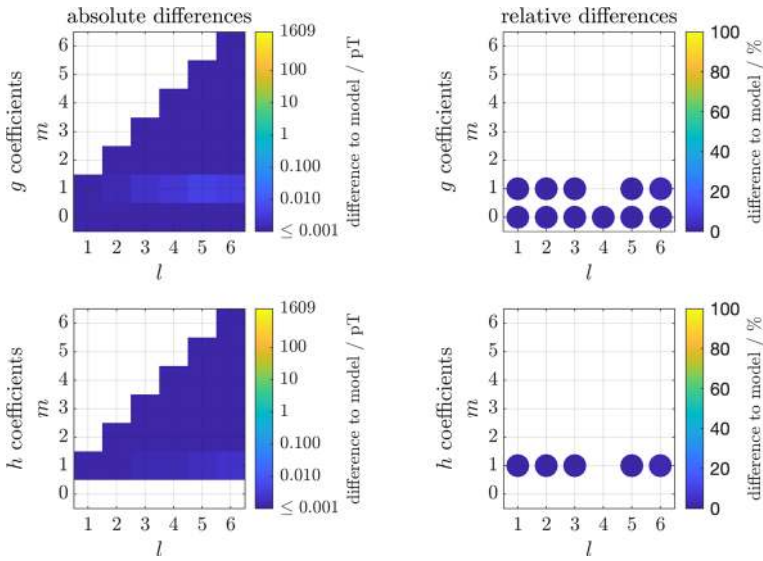 absolute differences
relative differences
g coefficients
m
6
5
4
3
2
1
0
1 2 3 4 5 6
l
1609
100
10
1
0.100
0.010
≤ 0.001
difference to model / pT
g coefficients
m
6
5
4
3
2
1
0
1 2 3 4 5 6
l
100
80
60
40
20
0
difference to model / %
h coefficients
m
6
5
4
3
2
1
0
1 2 3 4 5 6
l
1609
100
10
1
0.100
0.010
≤ 0.001
difference to model / pT
h coefficients
m
6
5
4
3
2
1
0
1 2 3 4 5 6
l
100
80
60
40
20
0
difference to model / %